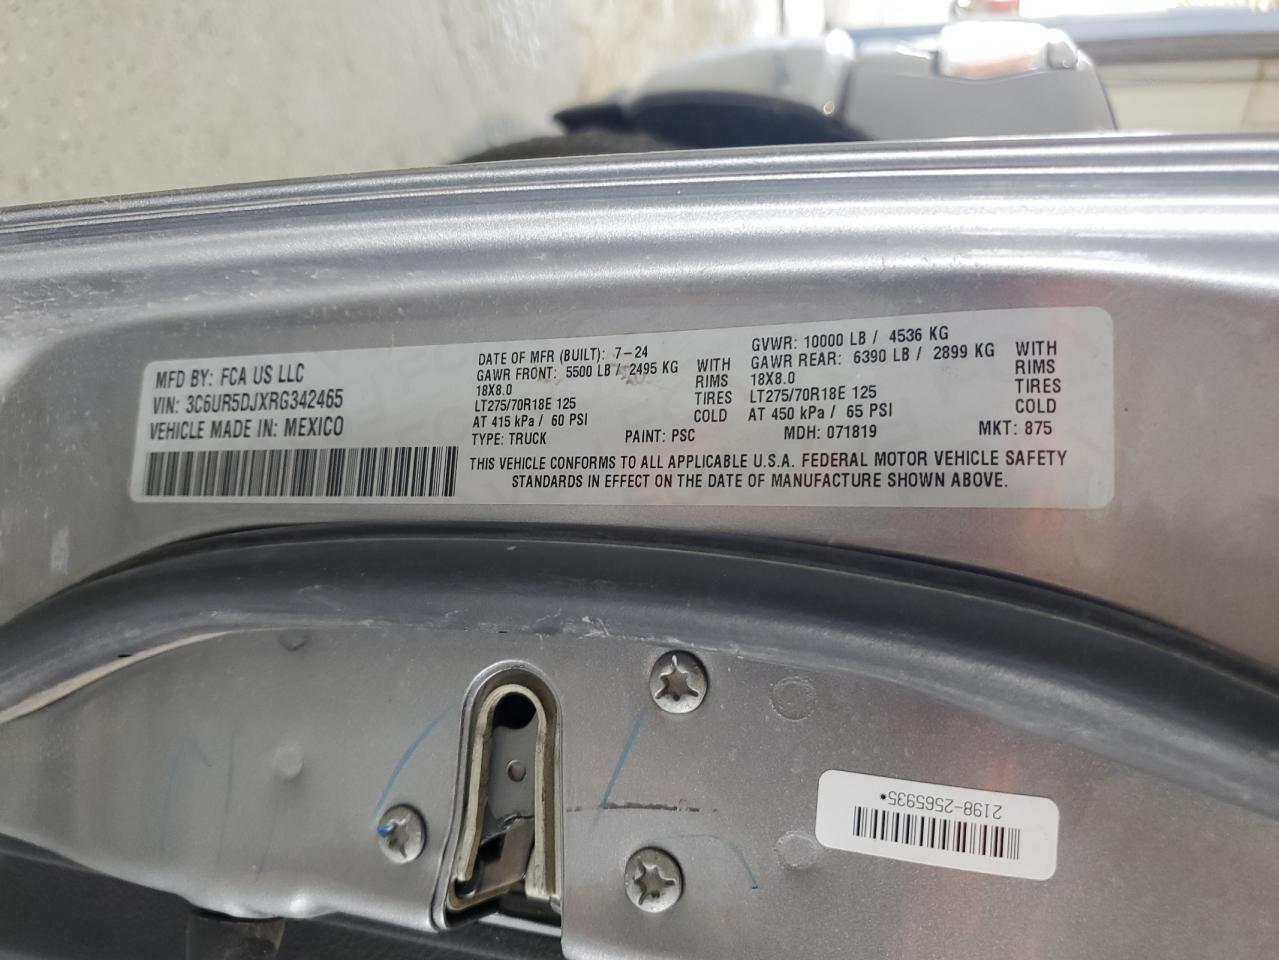 MFD BY: FCA US LLC
VIN: 3C6UR5DJXRG342465
VEHICLE MADE IN: MEXICO
DATE OF MFR (BUILT): 7-24
GAWR FRONT: 5500 LB / 2495 KG WITH
18X8.0 RIMS
LT275/70R18E 125 TIRES
AT 415 kPa / 60 PSI COLD
GVWR: 10000 LB / 4536 KG
GAWR REAR: 6390 LB / 2899 KG WITH
18X8.0 RIMS
LT275/70R18E 125 TIRES
AT 450 kPa / 65 PSI COLD
TYPE: TRUCK PAINT: PSC MDH: 071819 MKT: 875
THIS VEHICLE CONFORMS TO ALL APPLICABLE U.S.A. FEDERAL MOTOR VEHICLE SAFETY
STANDARDS IN EFFECT ON THE DATE OF MANUFACTURE SHOWN ABOVE.
2198-2565935*